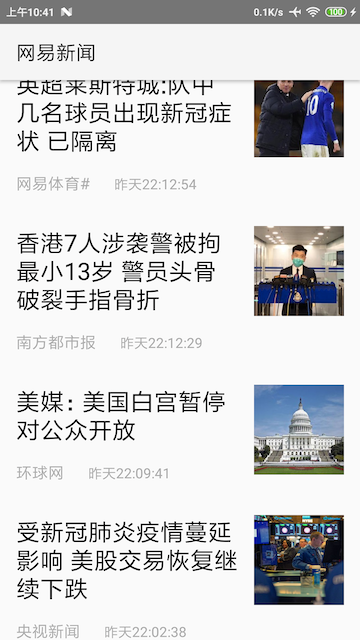 上午10:41
0.1K/s
100
网易新闻
英超莱斯特城:队中
几名球员出现新冠症
状 已隔离
网易体育# 昨天22:12:54
10
香港7人涉袭警被拘
最小13岁 警员头骨
破裂手指骨折
南方都市报 昨天22:12:29
美媒：美国白宫暂停
对公众开放
环球网 昨天22:09:41
受新冠肺炎疫情蔓延
影响 美股交易恢复继
续下跌
央视新闻 昨天22:02:38